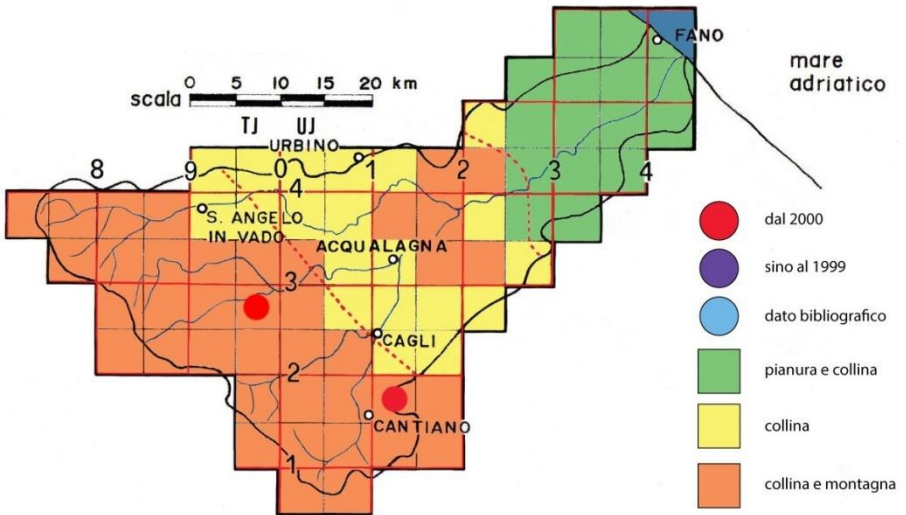 FANO
mare
adriatico
0 5 10 15 20 km
scala
TJ UJ
URBINO
8 9 0 1 2 3 4
4
S. ANGELO
IN VADO
ACQUALAGNA
3
CAGLI
2
CANTIANO
1
dal 2000
sino al 1999
dato bibliografico
pianura e collina
collina
collina e montagna